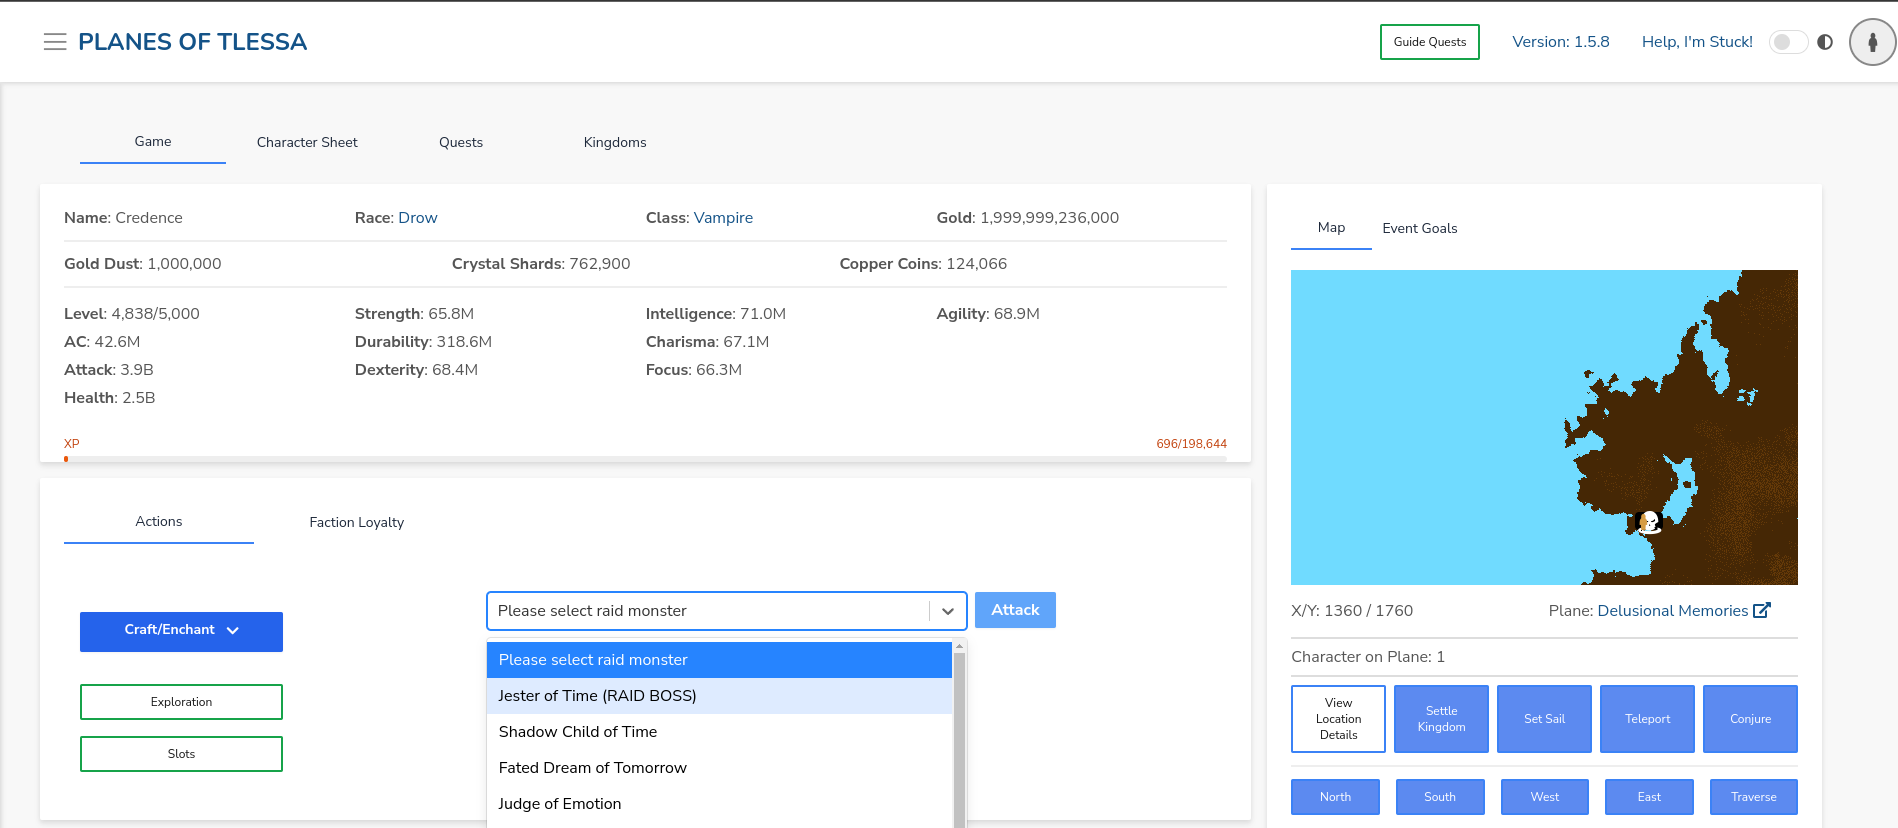 PLANES OF TLESSA
Guide Quests
Version: 1.5.8
Help, I'm Stuck!
Game
Character Sheet
Quests
Kingdoms
Name: Credence
Race: Drow
Class: Vampire
Gold: 1,999,999,236,000
Gold Dust: 1,000,000
Crystal Shards: 762,900
Copper Coins: 124,066
Level: 4,838/5,000
AC: 42.6M
Attack: 3.9B
Health: 2.5B
Strength: 65.8M
Durability: 318.6M
Dexterity: 68.4M
Intelligence: 71.0M
Charisma: 67.1M
Focus: 66.3M
Agility: 68.9M
XP
696/198,644
Actions
Faction Loyalty
Craft/Enchant
Exploration
Slots
Please select raid monster
Attack
Please select raid monster
Jester of Time (RAID BOSS)
Shadow Child of Time
Fated Dream of Tomorrow
Judge of Emotion
Map
Event Goals
X/Y: 1360 / 1760
Plane: Delusional Memories
Character on Plane: 1
View
Location
Details
Settle
Kingdom
Set Sail
Teleport
Conjure
North
South
West
East
Traverse